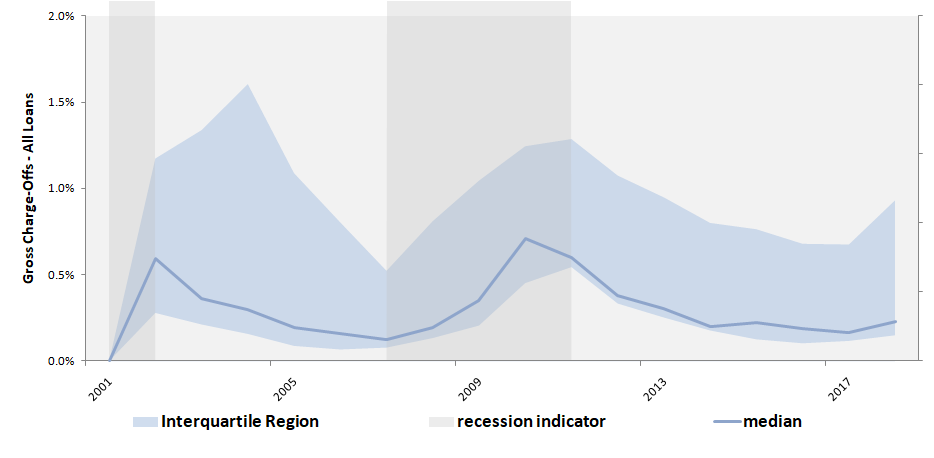 2.0%
1.5%
1.0%
0.5%
0.0%
Gross Charge-Offs - All Loans
2001
2005
2009
2013
2017
Interquartile Region
recession indicator
median